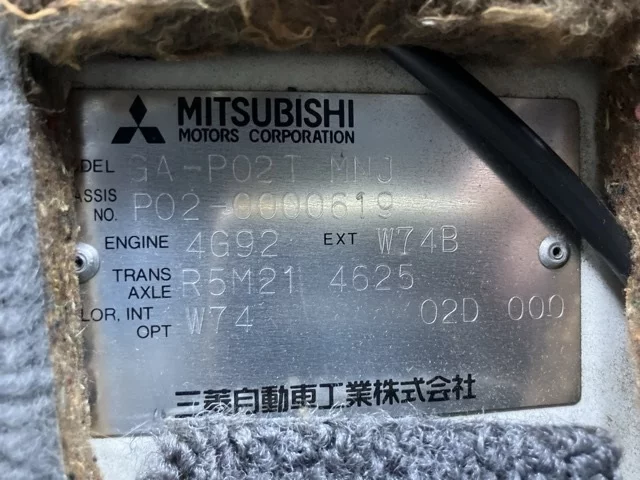 MITSUBISHI
MOTORS CORPORATION
DEL GA-P02T MNJ
ASSIS NO. P02-0000619
ENGINE 4G92 EXT W74B
TRANS AXLE R5M21 4625
LOR, INT OPT W74 02D 000
三菱自動車工業株式会社